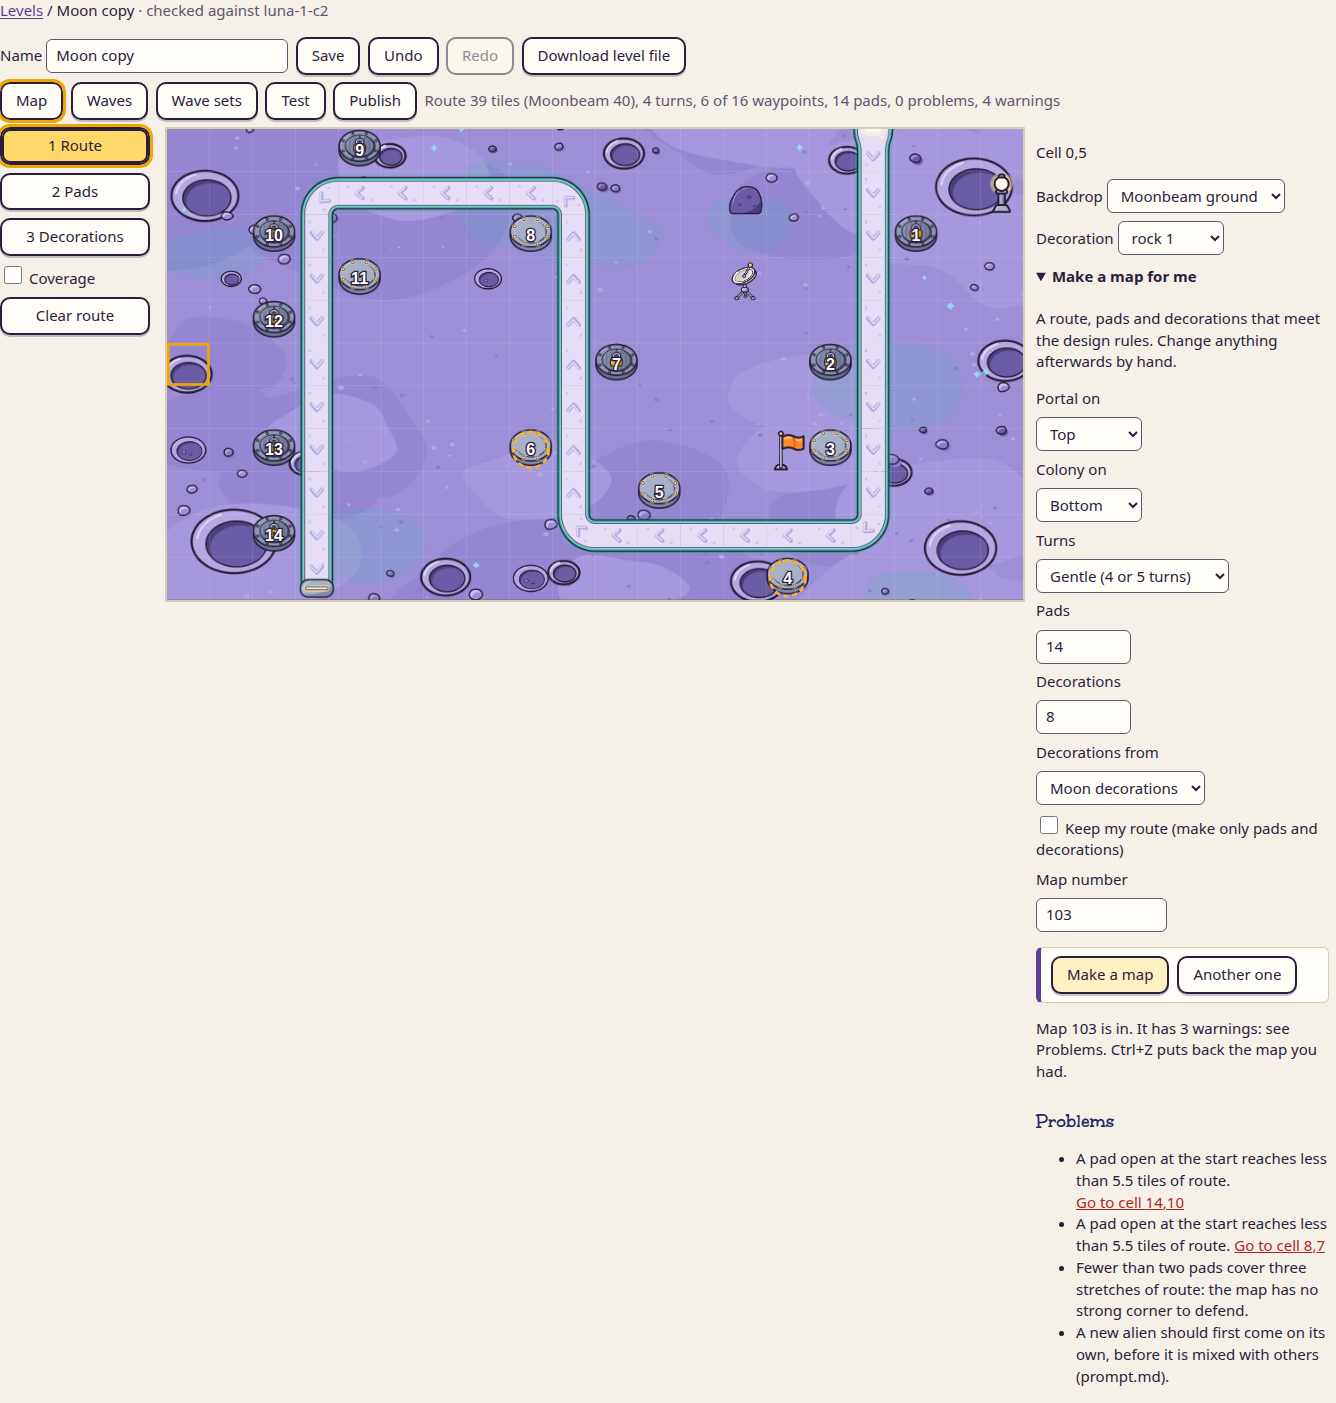 Levels / Moon copy · checked against luna-1-c2
Name Moon copy Save Undo Redo Download level file
Map Waves Wave sets Test Publish Route 39 tiles (Moonbeam 40), 4 turns, 6 of 16 waypoints, 14 pads, 0 problems, 4 warnings
1 Route
2 Pads
3 Decorations
Coverage
Clear route
9
10
8
1
11
12
7
2
13
6
3
5
14
4
Cell 0,5
Backdrop Moonbeam ground
Decoration rock 1
▼ Make a map for me
A route, pads and decorations that meet
the design rules. Change anything
afterwards by hand.
Portal on
Top
Colony on
Bottom
Turns
Gentle (4 or 5 turns)
Pads
14
Decorations
8
Decorations from
Moon decorations
Keep my route (make only pads and
decorations)
Map number
103
Make a map Another one
Map 103 is in. It has 3 warnings: see
Problems. Ctrl+Z puts back the map you
had.
Problems
• A pad open at the start reaches less
than 5.5 tiles of route.
Go to cell 14,10
• A pad open at the start reaches less
than 5.5 tiles of route. Go to cell 8,7
• Fewer than two pads cover three
stretches of route: the map has no
strong corner to defend.
• A new alien should first come on its
own, before it is mixed with others
(prompt.md).